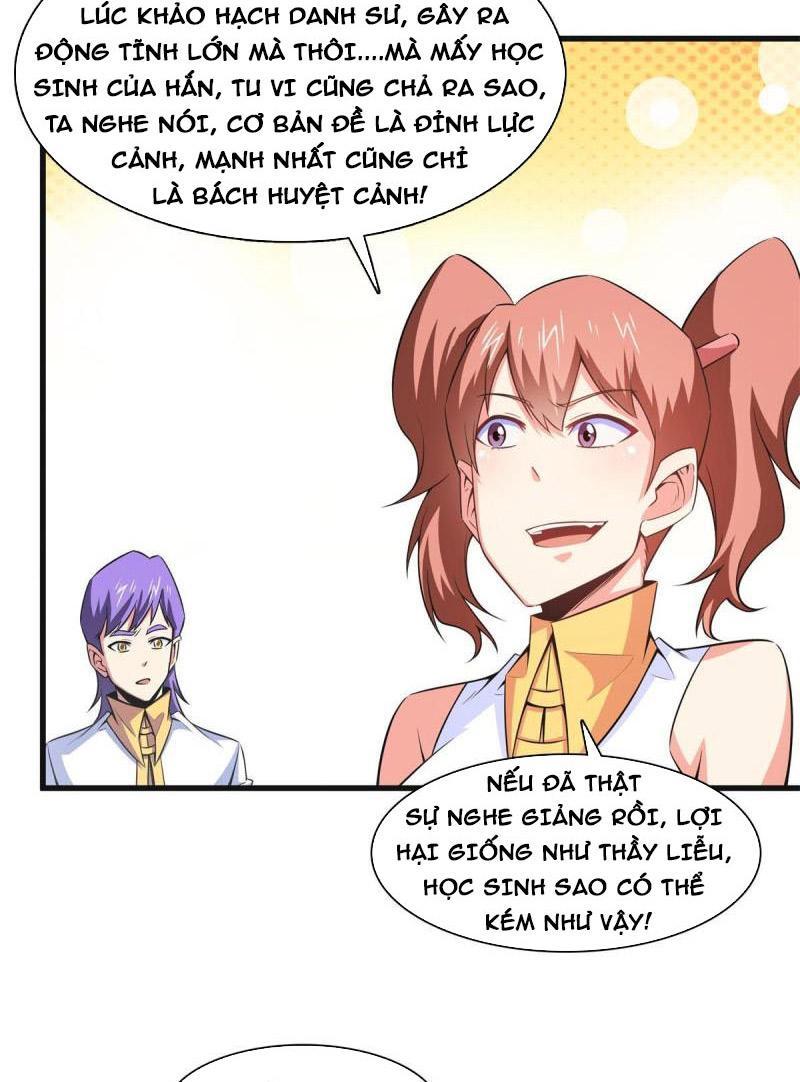 LÚC KHẢO HẠCH DANH SƯ, GÂY RA
ĐỘNG TĨNH LỚN MÀ THÔI....MÀ MẤY HỌC
SINH CỦA HẮN, TU VI CŨNG CHẢ RA SAO,
TA NGHE NÓI, CƠ BẢN ĐỀ LÀ ĐỈNH LỰC
CẢNH, MẠNH NHẤT CŨNG CHỈ
LÀ BÁCH HUYỆT CẢNH!
NẾU ĐÃ THẬT
SỰ NGHE GIẢNG RỒI, LỢI
HẠI GIỐNG NHƯ THẦY LIỄU,
HỌC SINH SAO CÓ THỂ
KÉM NHƯ VẬY!